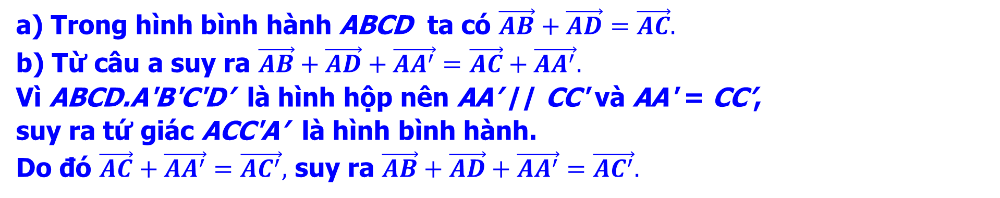 a) Trong hình bình hành ABCD ta có $\overrightarrow{AB} + \overrightarrow{AD} = \overrightarrow{AC}$.
b) Từ câu a suy ra $\overrightarrow{AB} + \overrightarrow{AD} + \overrightarrow{AA'} = \overrightarrow{AC} + \overrightarrow{AA'}$.
Vì ABCD.A'B'C'D′ là hình hộp nên AA′ // CC' và AA' = CC′,
suy ra tứ giác ACC'A′ là hình bình hành.
Do đó $\overrightarrow{AC} + \overrightarrow{AA'} = \overrightarrow{AC'}$, suy ra $\overrightarrow{AB} + \overrightarrow{AD} + \overrightarrow{AA'} = \overrightarrow{AC'}$.